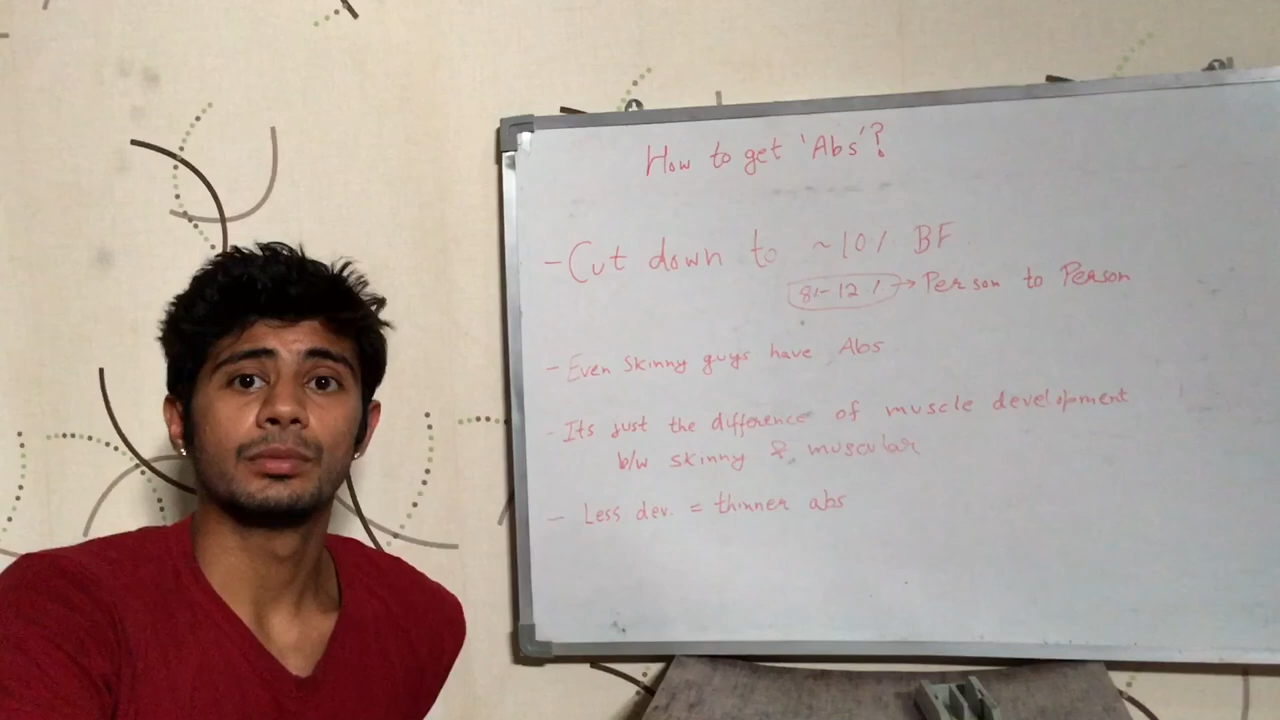 How to get 'Abs'?
- Cut down to ~10% BF
8%-12% → Person to Person
- Even skinny guys have Abs
- Its just the difference of muscle development
b/w skinny & muscular
- Less dev. = thinner abs